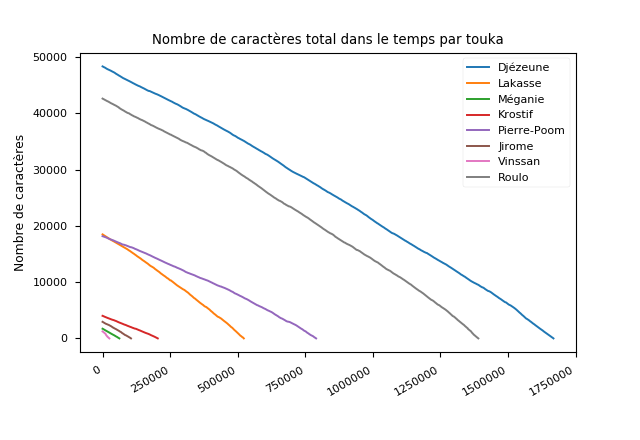 Nombre de caractères total dans le temps par touka
Nombre de caractères
50000
40000
30000
20000
10000
0
0
250000
500000
750000
1000000
1250000
1500000
1750000
Djézeune
Lakasse
Méganie
Krostif
Pierre-Poom
Jirome
Vinssan
Roulo